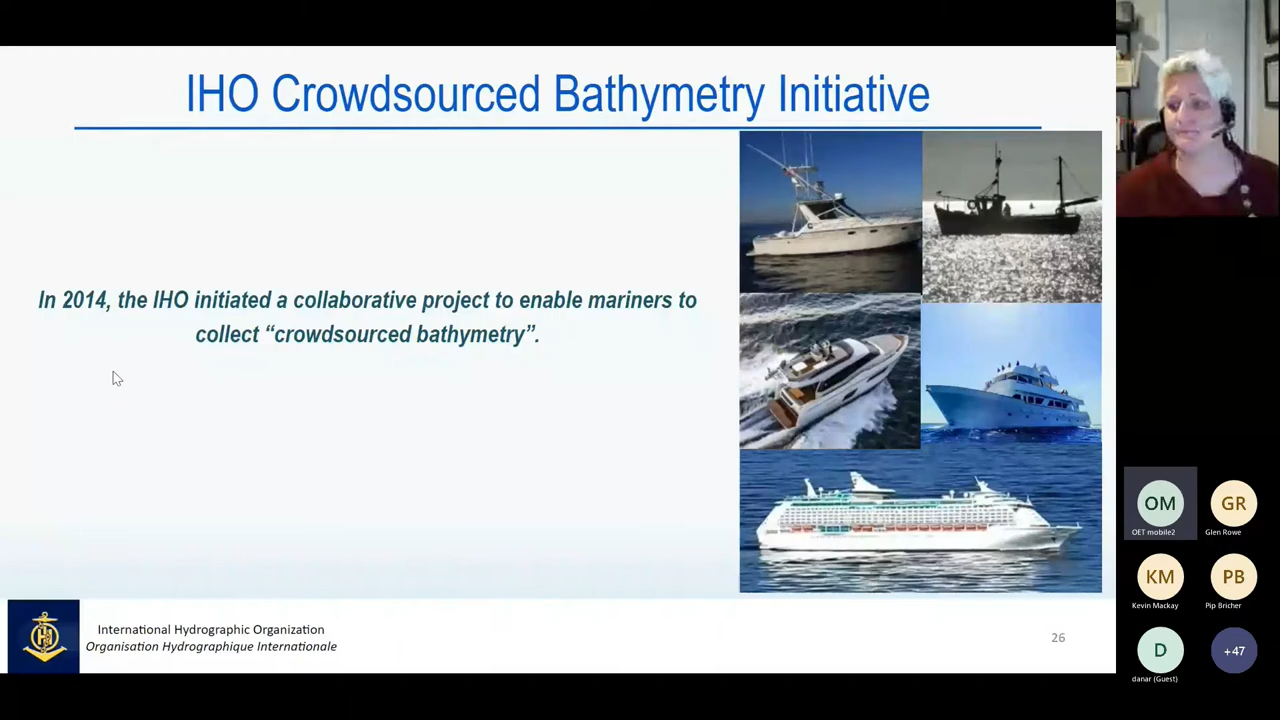 IHO Crowdsourced Bathymetry Initiative
In 2014, the IHO initiated a collaborative project to enable mariners to
collect “crowdsourced bathymetry”.
International Hydrographic Organization
Organisation Hydrographique Internationale
26
OM
OET mobile2
GR
Glen Rowe
KM
Kevin Mackay
PB
Pip Bricher
D
danar (Guest)
+47